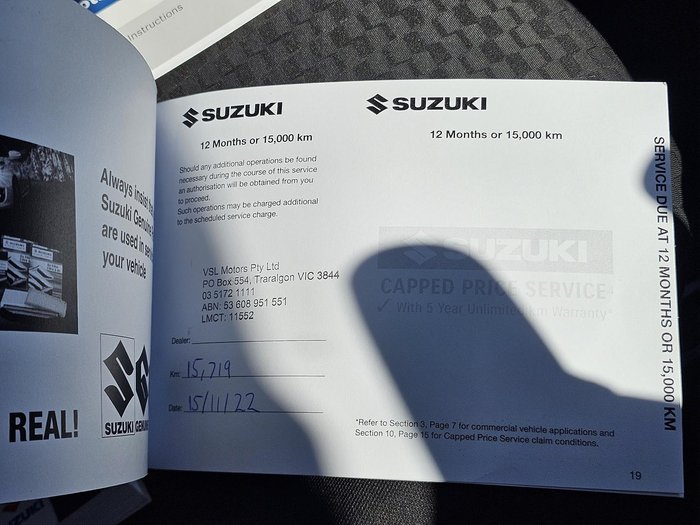 nstructions
Always insist
Suzuki Genuine
are used in
your vehicle
REAL!
SUZUKI GENU
SUZUKI
SUZUKI
12 Months or 15,000 km
Should any additional operations be found
necessary during the course of this service
an authorisation will be obtained from you
to proceed.
Such operations may be charged additional
to the scheduled service charge.
VSL Motors Pty Ltd
PO Box 554, Traralgon VIC 3844
03 5172 1111
ABN: 53 608 951 551
LMCT: 11552
Dealer:
Km: 15,719
Date: 15/11/22
SUZUKI
12 Months or 15,000 km
SUZUKI
CAPPED PRICE SERVICE
✓ With 5 Year Unlimited km Warranty*
*Refer to Section 3, Page 7 for commercial vehicle applications and
Section 10, Page 15 for Capped Price Service claim conditions.
19
SERVICE DUE AT 12 MONTHS OR 15,000 KM